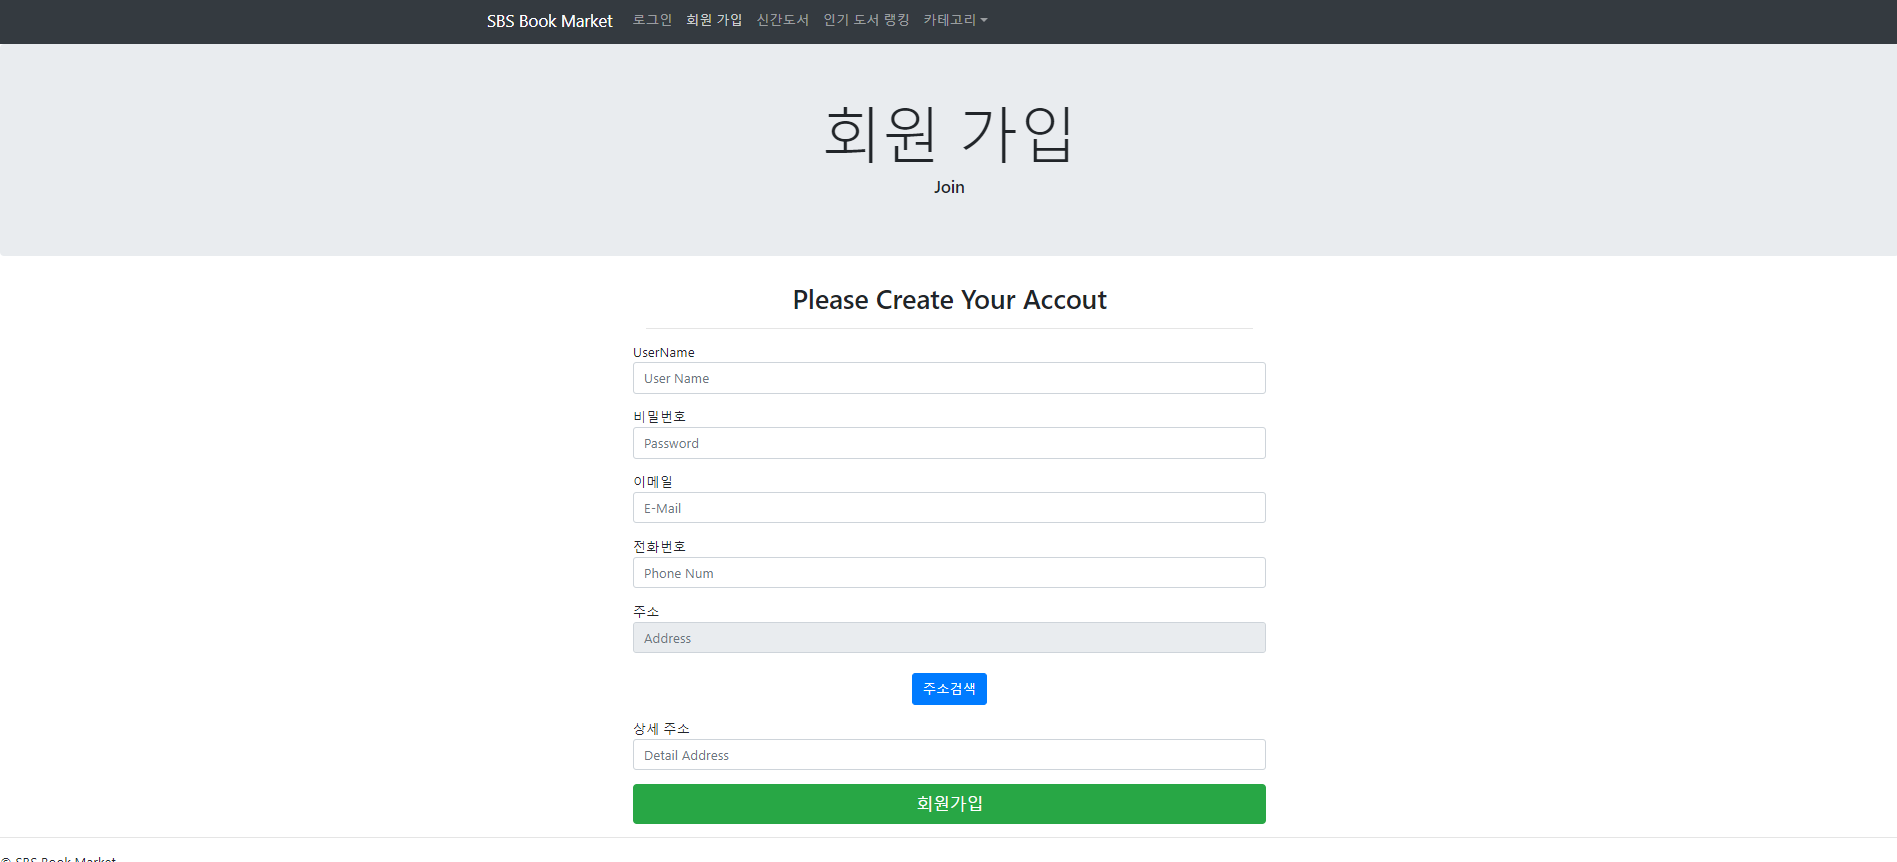 SBS Book Market 로그인 회원 가입 신간도서 인기 도서 랭킹 카테고리
회원 가입
Join
Please Create Your Accout
UserName
User Name
비밀번호
Password
이메일
E-Mail
전화번호
Phone Num
주소
Address
주소검색
상세 주소
Detail Address
회원가입
© SBS Book Market